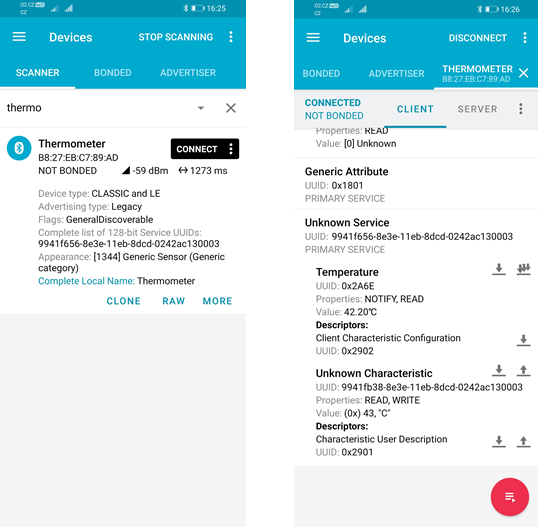 O2.CZ
CZ
16:25
Devices
STOP SCANNING
SCANNER
BONDED
ADVERTISER
thermo
Thermometer
B8:27:EB:C7:89:AD
NOT BONDED
-59 dBm
1273 ms
CONNECT
Device type: CLASSIC and LE
Advertising type: Legacy
Flags: GeneralDiscoverable
Complete list of 128-bit Service UUIDs:
9941f656-8e3e-11eb-8dcd-0242ac130003
Appearance: [1344] Generic Sensor (Generic
category)
Complete Local Name: Thermometer
CLONE
RAW
MORE
O2.CZ
CZ
16:26
Devices
DISCONNECT
BONDED
ADVERTISER
THERMOMETER
B8:27:EB:C7:89:AD
CONNECTED
NOT BONDED
CLIENT
SERVER
Properties: READ
Value: [0] Unknown
Generic Attribute
UUID: 0x1801
PRIMARY SERVICE
Unknown Service
UUID: 9941f656-8e3e-11eb-8dcd-0242ac130003
PRIMARY SERVICE
Temperature
UUID: 0x2A6E
Properties: NOTIFY, READ
Value: 42.20°C
Descriptors:
Client Characteristic Configuration
UUID: 0x2902
Unknown Characteristic
UUID: 9941fb38-8e3e-11eb-8dcd-0242ac130003
Properties: READ, WRITE
Value: (0x) 43, "C"
Descriptors:
Characteristic User Description
UUID: 0x2901